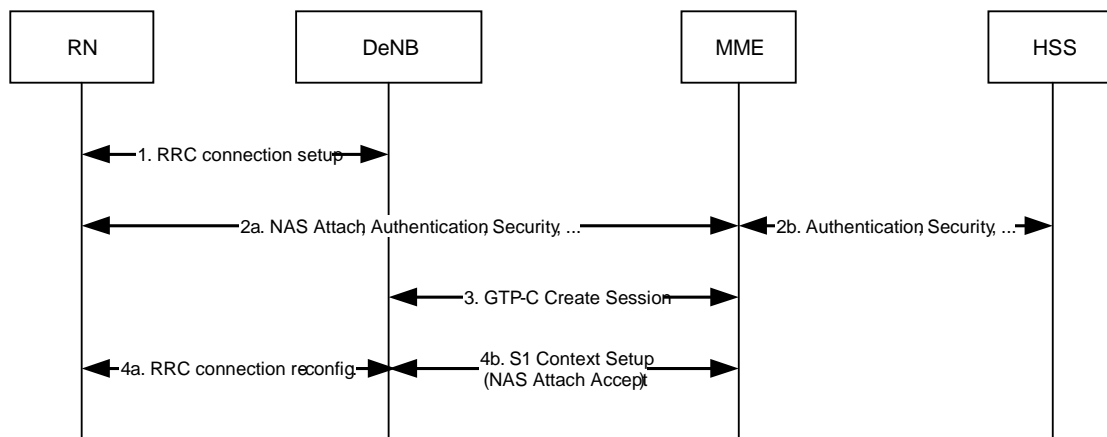 RN
DeNB
MME
HSS
1. RRC connection setup
2a. NAS Attach, Authentication, Security, ...
2b. Authentication, Security, ...
3. GTP-C Create Session
4a. RRC connection reconfig.
4b. S1 Context Setup
(NAS Attach Accept)